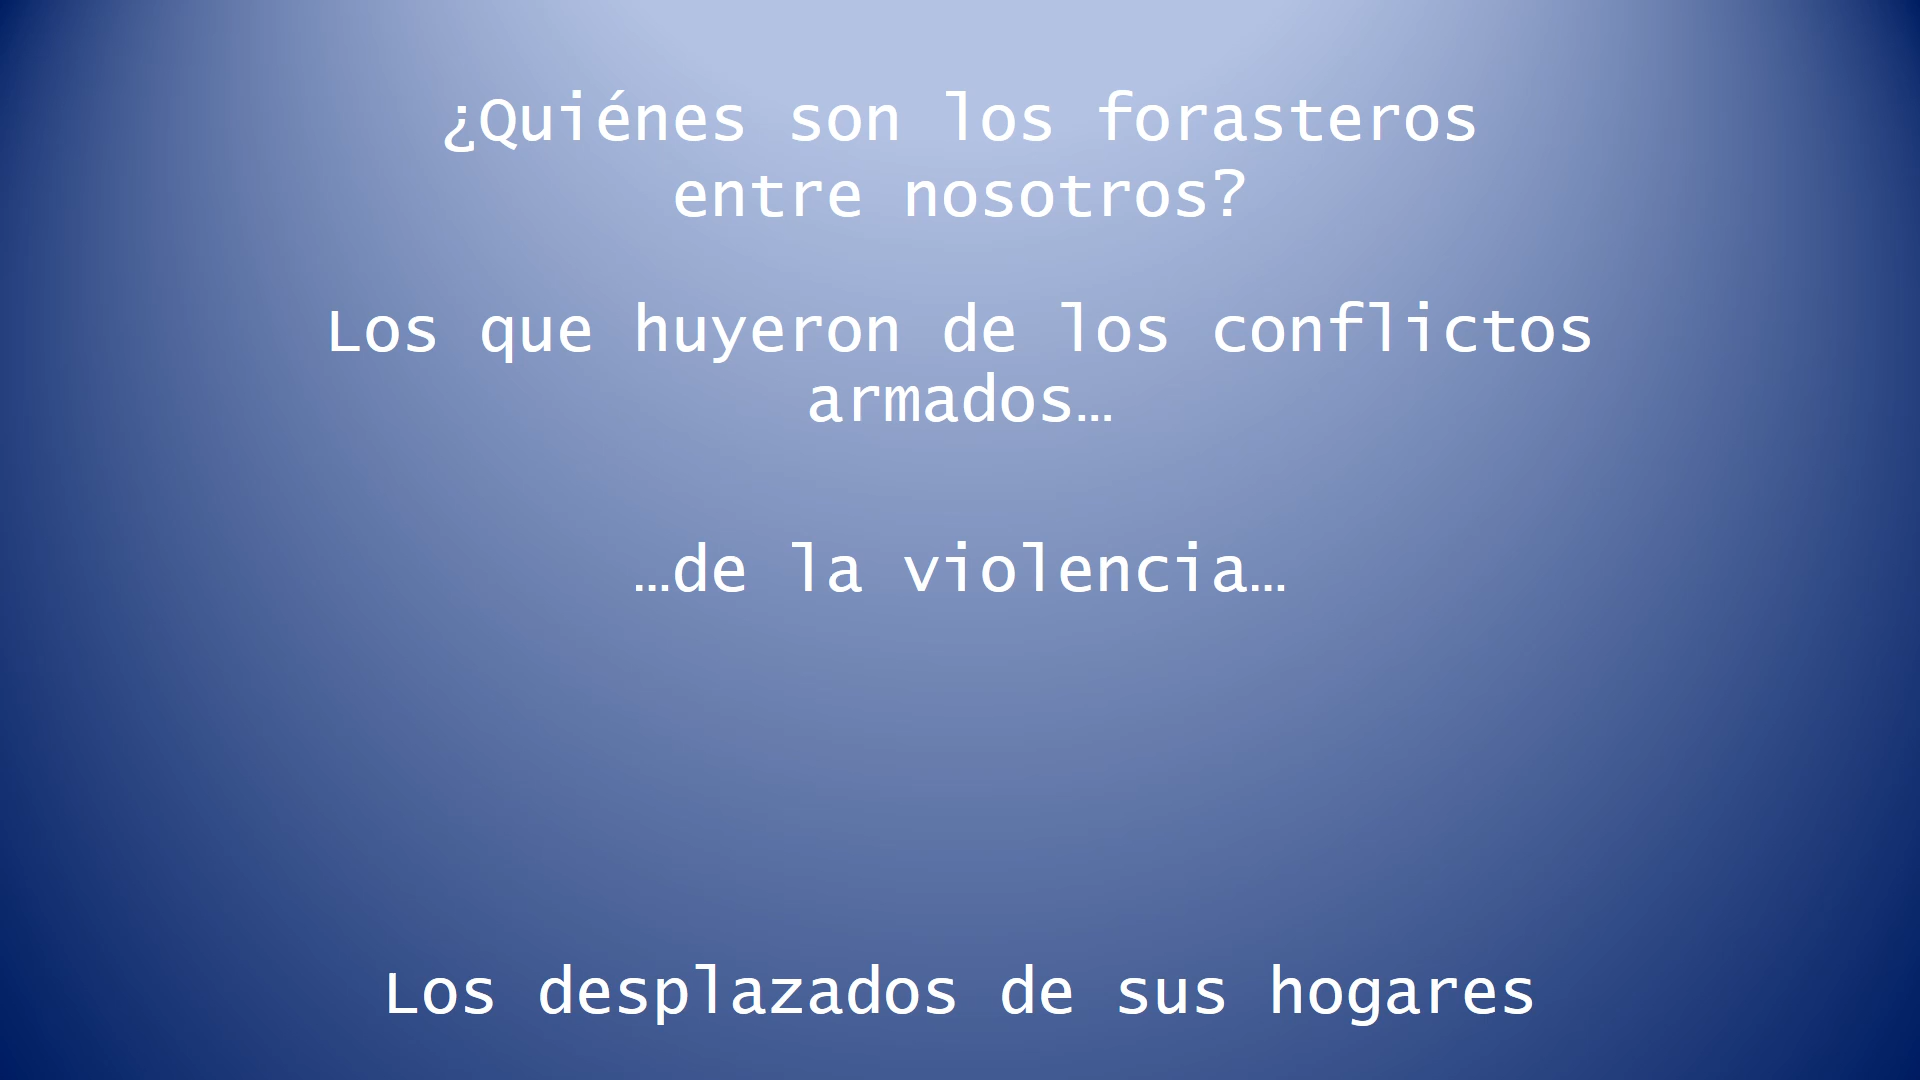 ¿Quiénes son los forasteros
entre nosotros?
Los que huyeron de los conflictos
armados…
…de la violencia…
Los desplazados de sus hogares